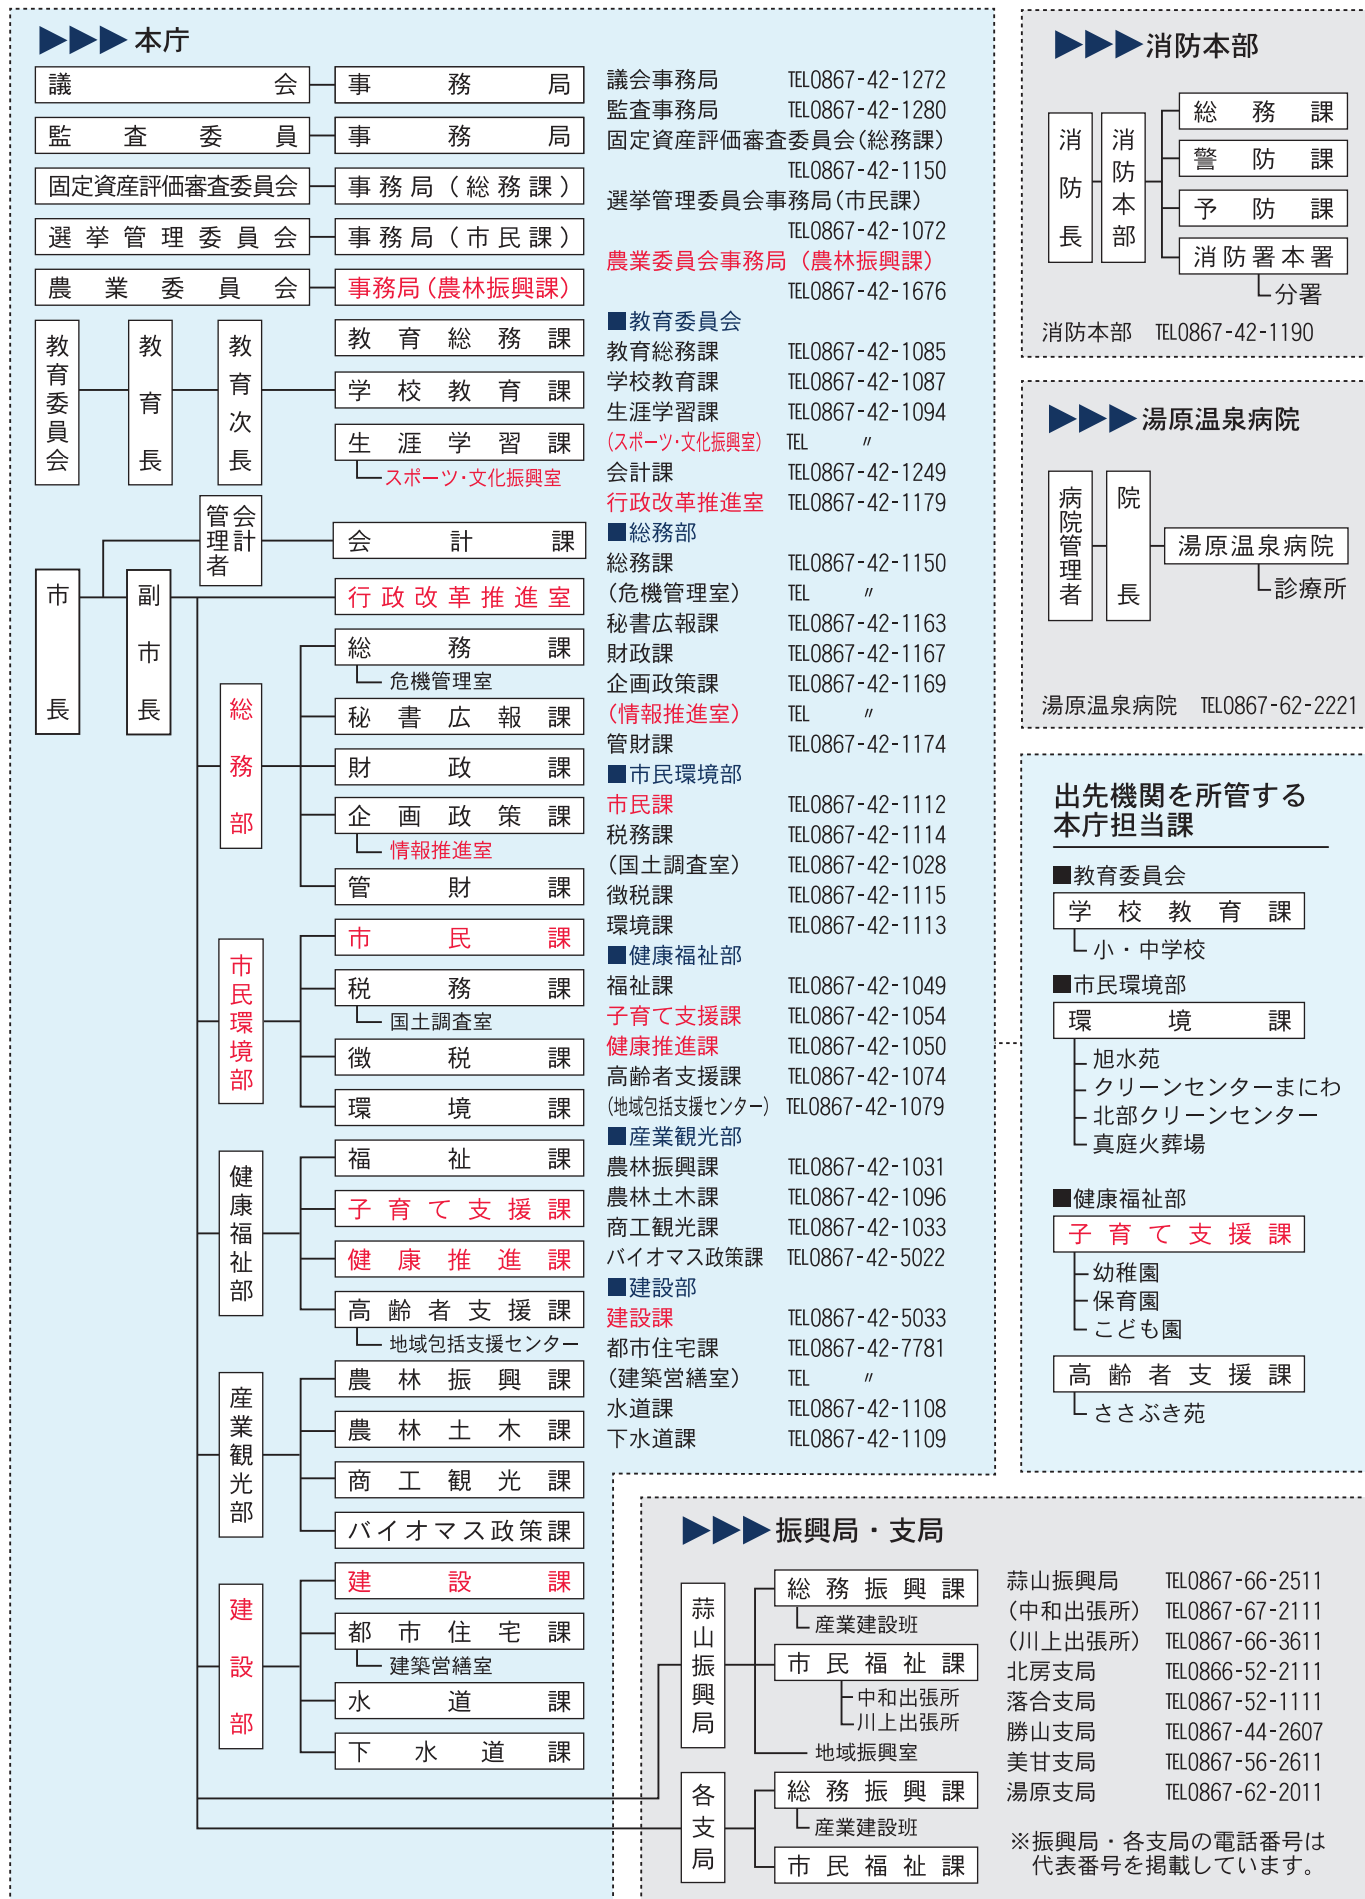 ▶▶▶本庁
議会
事務局
監査委員
事務局
固定資産評価審査委員会
事務局（総務課）
選挙管理委員会
事務局（市民課）
農業委員会
事務局（農林振興課）
教育委員会
教育長
教育次長
教育総務課
学校教育課
生涯学習課
スポーツ・文化振興室
会計管理者
会計課
市長
副市長
行政改革推進室
総務部
総務課
危機管理室
秘書広報課
財政課
企画政策課
情報推進室
管財課
市民環境部
市民課
税務課
国土調査室
徴税課
環境課
健康福祉部
福祉課
子育て支援課
健康推進課
高齢者支援課
地域包括支援センター
産業観光部
農林振興課
農林土木課
商工観光課
バイオマス政策課
建設部
建設課
都市住宅課
建築営繕室
水道課
下水道課
議会事務局 TEL0867-42-1272
監査事務局 TEL0867-42-1280
固定資産評価審査委員会（総務課）
TEL0867-42-1150
選挙管理委員会事務局（市民課）
TEL0867-42-1072
農業委員会事務局（農林振興課）
TEL0867-42-1676
■教育委員会
教育総務課 TEL0867-42-1085
学校教育課 TEL0867-42-1087
生涯学習課 TEL0867-42-1094
（スポーツ・文化振興室） TEL 〃
会計課 TEL0867-42-1249
行政改革推進室 TEL0867-42-1179
■総務部
総務課 TEL0867-42-1150
（危機管理室） TEL 〃
秘書広報課 TEL0867-42-1163
財政課 TEL0867-42-1167
企画政策課 TEL0867-42-1169
（情報推進室） TEL 〃
管財課 TEL0867-42-1174
■市民環境部
市民課 TEL0867-42-1112
税務課 TEL0867-42-1114
（国土調査室） TEL0867-42-1028
徴税課 TEL0867-42-1115
環境課 TEL0867-42-1113
■健康福祉部
福祉課 TEL0867-42-1049
子育て支援課 TEL0867-42-1054
健康推進課 TEL0867-42-1050
高齢者支援課 TEL0867-42-1074
（地域包括支援センター） TEL0867-42-1079
■産業観光部
農林振興課 TEL0867-42-1031
農林土木課 TEL0867-42-1096
商工観光課 TEL0867-42-1033
バイオマス政策課 TEL0867-42-5022
■建設部
建設課 TEL0867-42-5033
都市住宅課 TEL0867-42-7781
（建築営繕室） TEL 〃
水道課 TEL0867-42-1108
下水道課 TEL0867-42-1109
▶▶▶消防本部
消防長
消防本部
総務課
警防課
予防課
消防署本署
分署
消防本部 TEL0867-42-1190
▶▶▶湯原温泉病院
病院管理者
院長
湯原温泉病院
診療所
湯原温泉病院 TEL0867-62-2221
出先機関を所管する
本庁担当課
■教育委員会
学校教育課
小・中学校
■市民環境部
環境課
旭水苑
クリーンセンターまにわ
北部クリーンセンター
真庭火葬場
■健康福祉部
子育て支援課
幼稚園
保育園
こども園
高齢者支援課
ささぶき苑
▶▶▶振興局・支局
蒜山振興局
総務振興課
産業建設班
市民福祉課
中和出張所
川上出張所
地域振興室
各支局
総務振興課
産業建設班
市民福祉課
蒜山振興局 TEL0867-66-2511
（中和出張所） TEL0867-67-2111
（川上出張所） TEL0867-66-3611
北房支局 TEL0866-52-2111
落合支局 TEL0867-52-1111
勝山支局 TEL0867-44-2607
美甘支局 TEL0867-56-2611
湯原支局 TEL0867-62-2011
※振興局・各支局の電話番号は
代表番号を掲載しています。